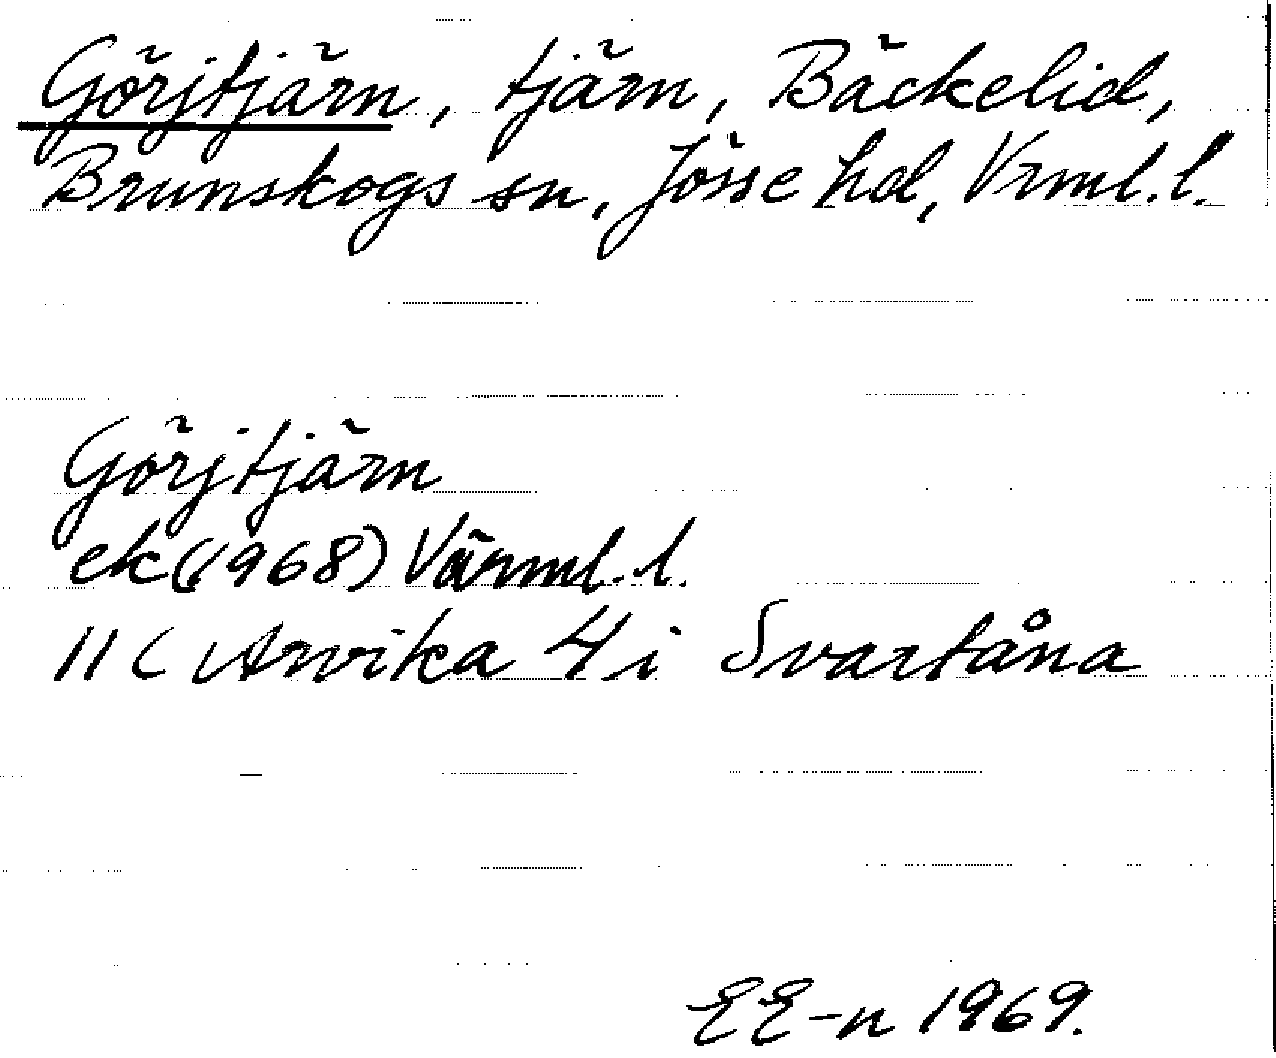 Görjtjärn, tjärn, Bäckelid,
Brunskogs sn, Jösse hd, Vrml.l.
Görjtjärn
ek (1968) Värml.l.
11 C Arvika 4 i Svartåna
EE-n 1969.